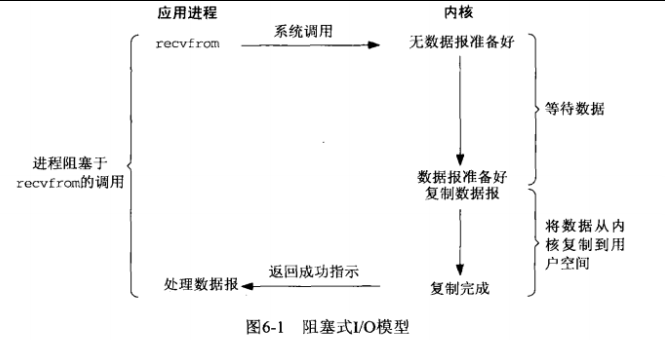 应用进程
内核
recvfrom
系统调用
无数据报准备好
等待数据
进程阻塞于
recvfrom的调用
数据报准备好
复制数据报
将数据从内
核复制到用
户空间
处理数据报
返回成功指示
复制完成
图6-1 阻塞式I/O模型